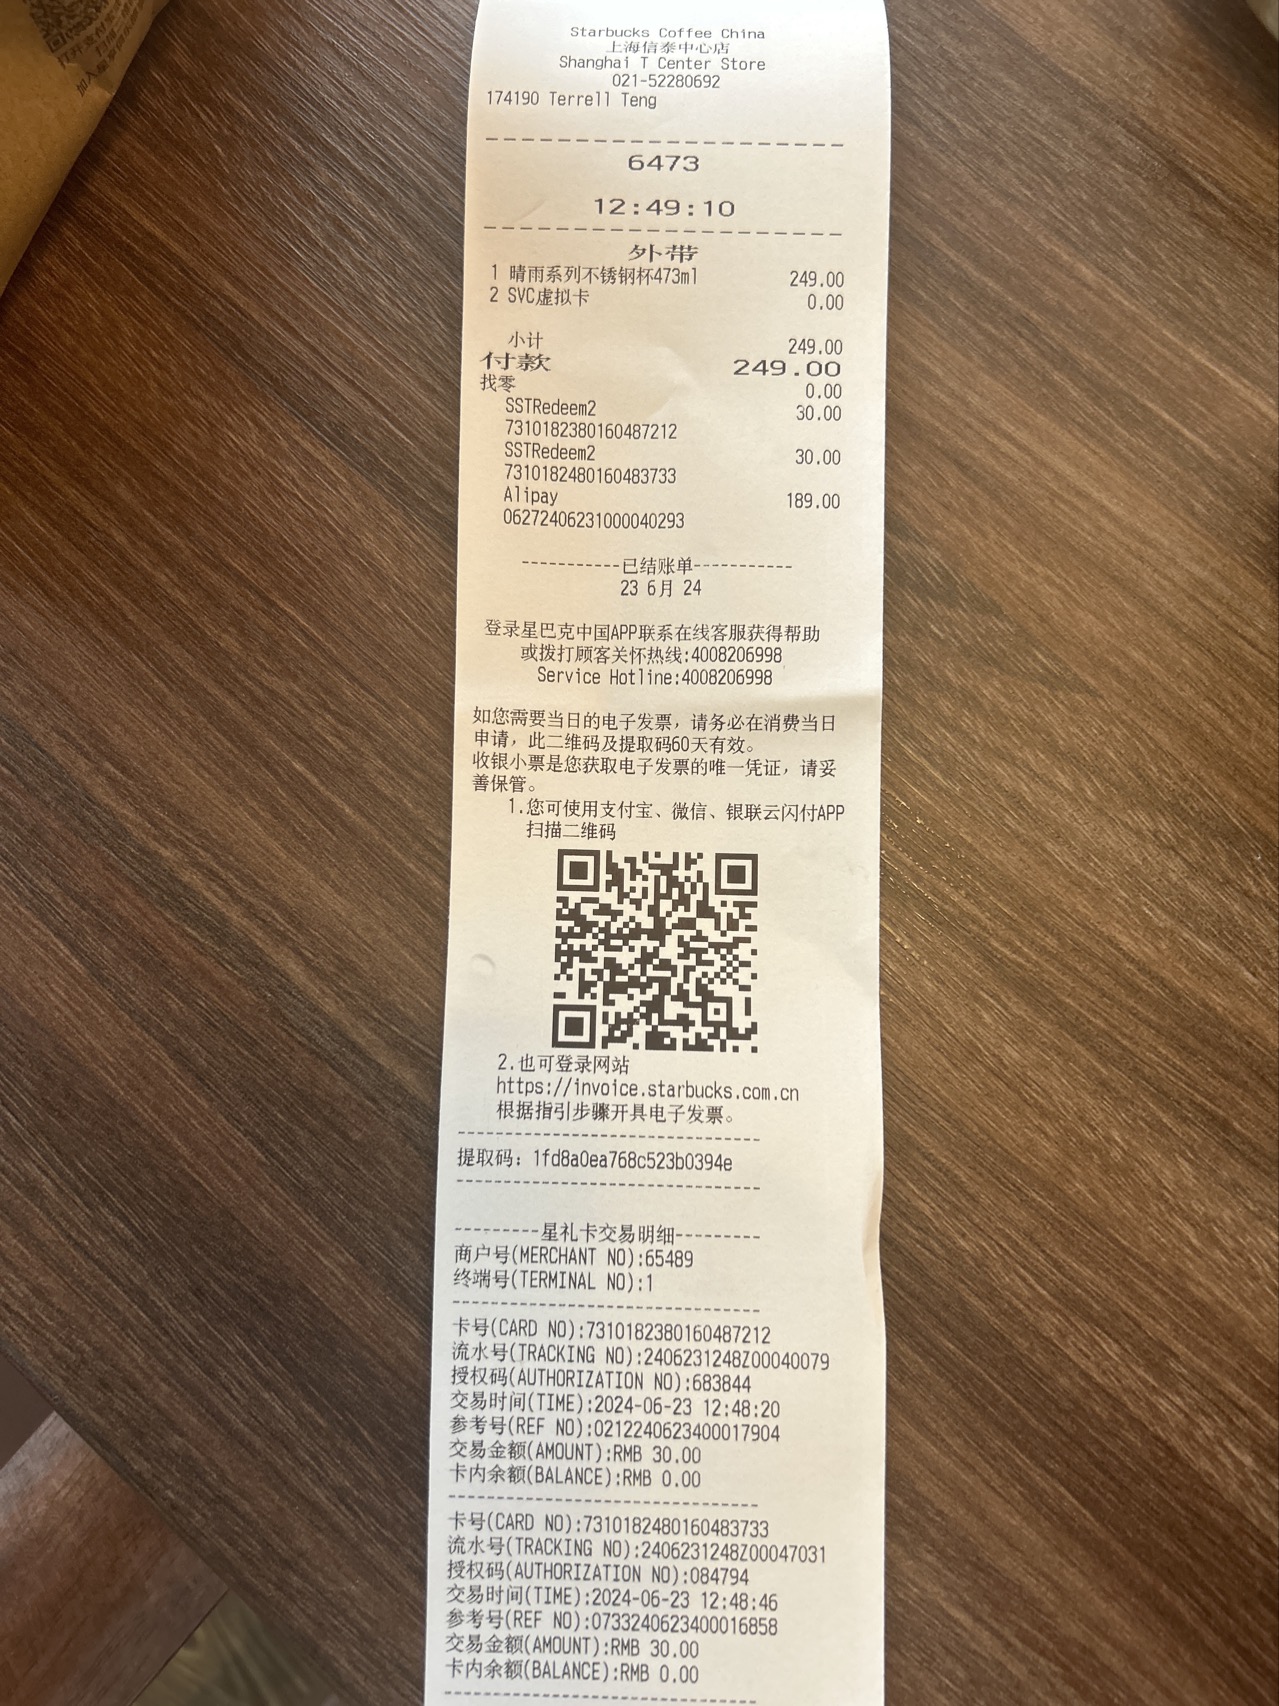 Starbucks Coffee China
上海信泰中心店
Shanghai T Center Store
021-52280692
174190 Terrell Teng
6473
12:49:10
外带
1 晴雨系列不锈钢杯473ml 249.00
2 SVC虚拟卡 0.00
小计 249.00
付款 249.00
找零 0.00
SSTRedeem2 30.00
7310182380160487212
SSTRedeem2 30.00
7310182480160483733
Alipay 189.00
06272406231000040293
-----------已结账单-----------
23 6月 24
登录星巴克中国APP联系在线客服获得帮助
或拨打顾客关怀热线:4008206998
Service Hotline:4008206998
如您需要当日的电子发票，请务必在消费当日
申请，此二维码及提取码60天有效。
收银小票是您获取电子发票的唯一凭证，请妥
善保管。
1.您可使用支付宝、微信、银联云闪付APP
扫描二维码
2.也可登录网站
https://invoice.starbucks.com.cn
根据指引步骤开具电子发票。
提取码：1fd8a0ea768c523b0394e
---------星礼卡交易明细---------
商户号(MERCHANT NO):65489
终端号(TERMINAL NO):1
卡号(CARD NO):7310182380160487212
流水号(TRACKING NO):2406231248Z00040079
授权码(AUTHORIZATION NO):683844
交易时间(TIME):2024-06-23 12:48:20
参考号(REF NO):0212240623400017904
交易金额(AMOUNT):RMB 30.00
卡内余额(BALANCE):RMB 0.00
卡号(CARD NO):7310182480160483733
流水号(TRACKING NO):2406231248Z00047031
授权码(AUTHORIZATION NO):084794
交易时间(TIME):2024-06-23 12:48:46
参考号(REF NO):0733240623400016858
交易金额(AMOUNT):RMB 30.00
卡内余额(BALANCE):RMB 0.00